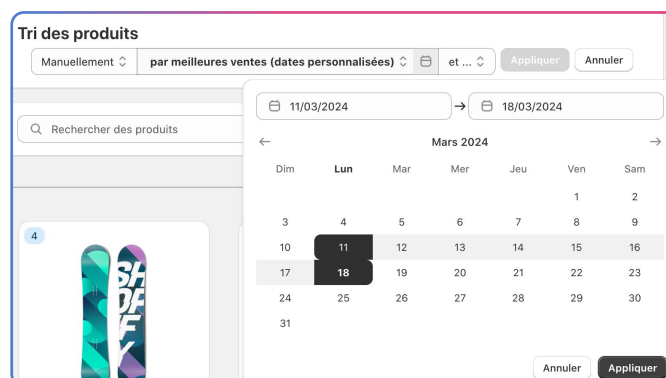 Tri des produits
Manuellement par meilleures ventes (dates personnalisées) et ... Appliquer Annuler
11/03/2024 → 18/03/2024
Rechercher des produits
← Mars 2024 →
Dim Lun Mar Mer Jeu Ven Sam
1 2
3 4 5 6 7 8 9
4
10 11 12 13 14 15 16
17 18 19 20 21 22 23
24 25 26 27 28 29 30
31
SH
OP
IF
Y
Annuler Appliquer